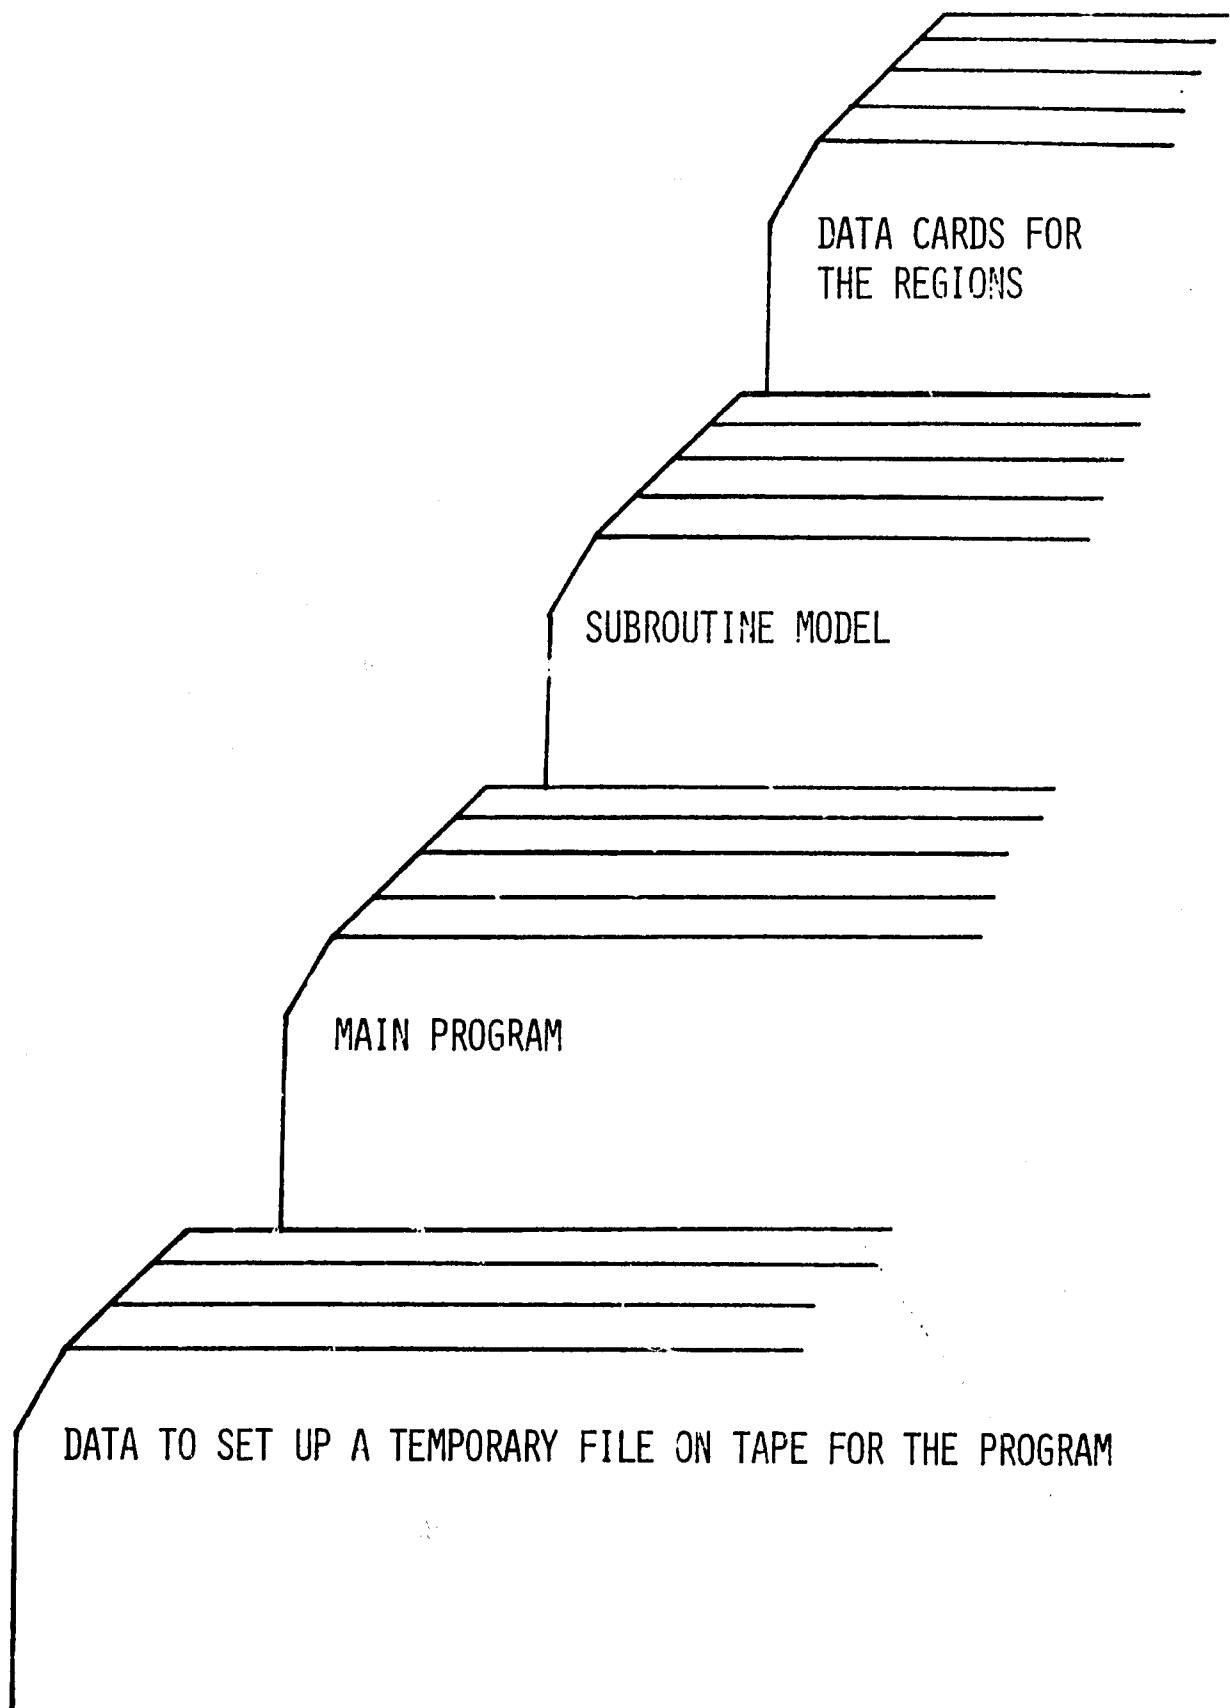 DATA CARDS FOR
THE REGIONS
SUBROUTINE MODEL
MAIN PROGRAM
DATA TO SET UP A TEMPORARY FILE ON TAPE FOR THE PROGRAM